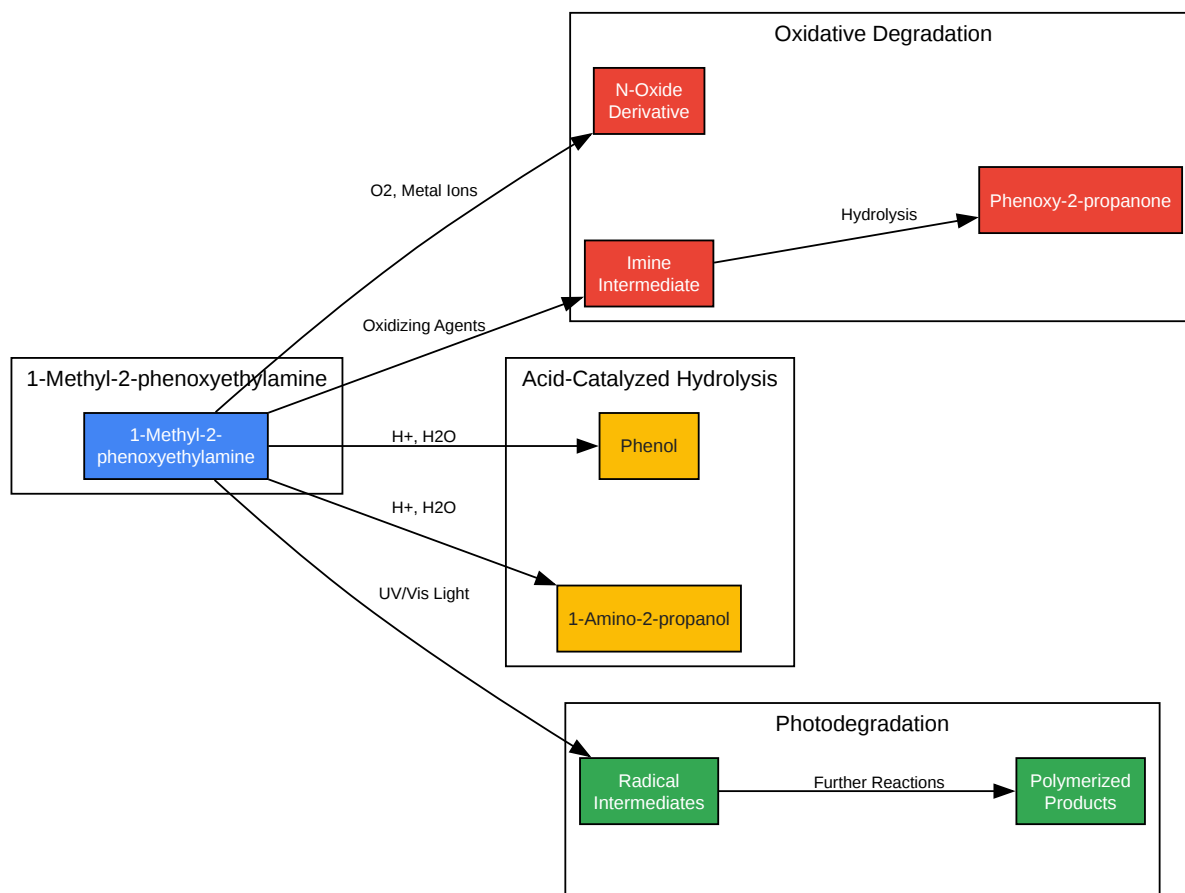 Oxidative Degradation
N-Oxide
Derivative
O2, Metal Ions
Phenoxy-2-propanone
Hydrolysis
Imine
Intermediate
Oxidizing Agents
1-Methyl-2-phenoxyethylamine
1-Methyl-2-
phenoxyethylamine
Acid-Catalyzed Hydrolysis
H+, H2O
Phenol
H+, H2O
1-Amino-2-propanol
UV/Vis Light
Photodegradation
Radical
Intermediates
Further Reactions
Polymerized
Products